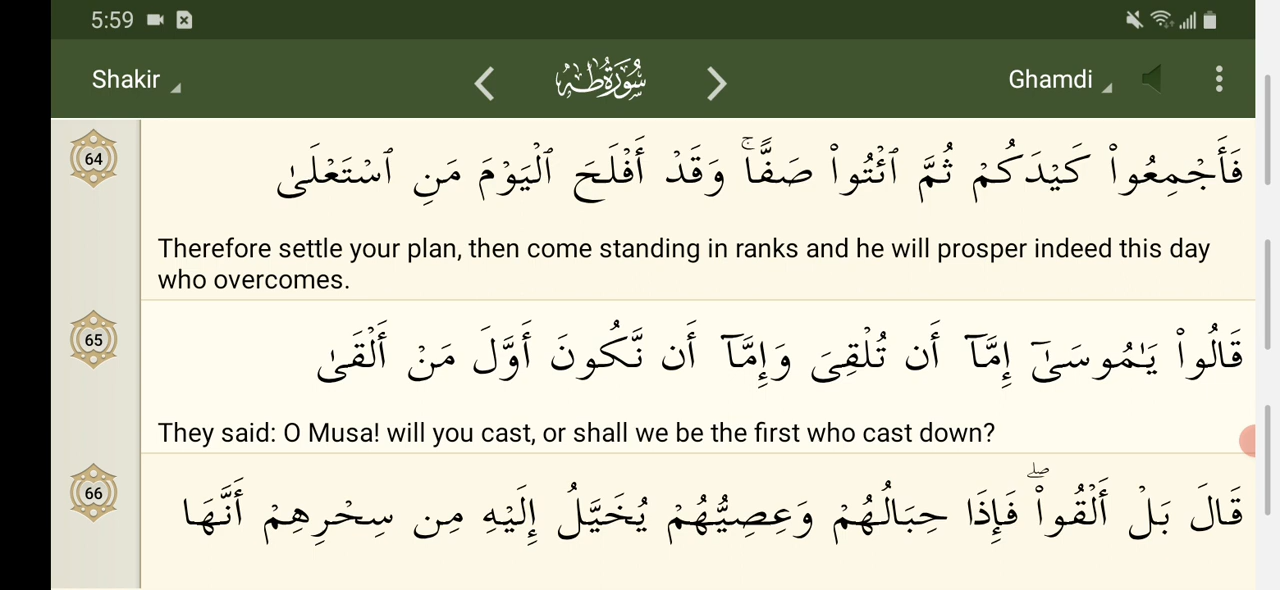 5:59
Shakir
سُورَةُ طه
Ghamdi
64
فَأَجْمِعُوا۟ كَيْدَكُمْ ثُمَّ ٱئْتُوا۟ صَفًّۭا ۚ وَقَدْ أَفْلَحَ ٱلْيَوْمَ مَنِ ٱسْتَعْلَىٰ
Therefore settle your plan, then come standing in ranks and he will prosper indeed this day
who overcomes.
65
قَالُوا۟ يَـٰمُوسَىٰٓ إِمَّآ أَن تُلْقِىَ وَإِمَّآ أَن نَّكُونَ أَوَّلَ مَنْ أَلْقَىٰ
They said: O Musa! will you cast, or shall we be the first who cast down?
66
قَالَ بَلْ أَلْقُوا۟ ۖ فَإِذَا حِبَالُهُمْ وَعِصِيُّهُمْ يُخَيَّلُ إِلَيْهِ مِن سِحْرِهِمْ أَنَّهَا